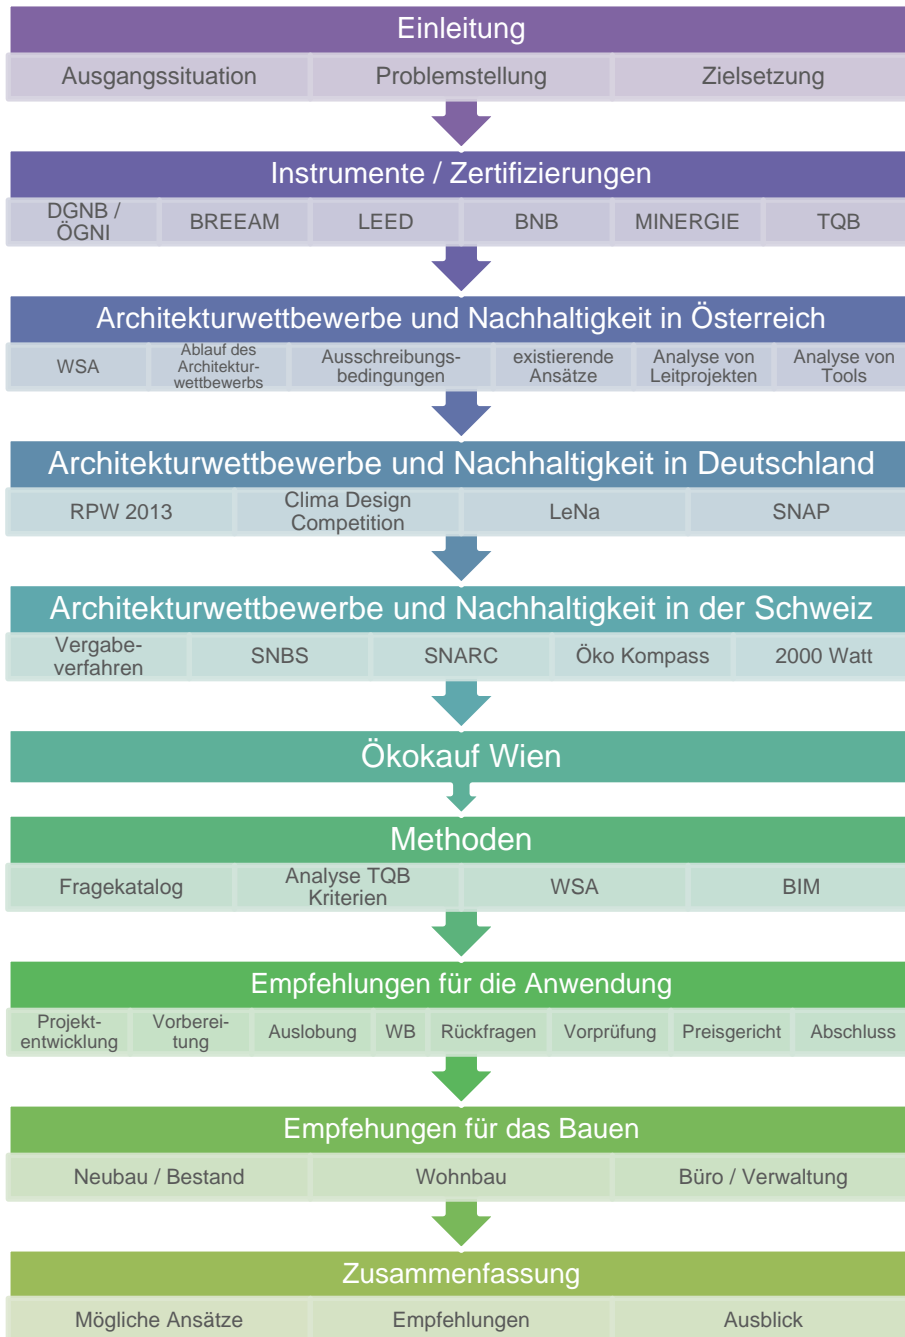 Einleitung
Ausgangssituation Problemstellung Zielsetzung
Instrumente / Zertifizierungen
DGNB /
ÖGNI
BREEAM LEED BNB MINERGIE TQB
Architekturwettbewerbe und Nachhaltigkeit in Österreich
WSA
Ablauf des
Architektur-
wettbewerbs
Ausschreibungs-
bedingungen
existierende
Ansätze
Analyse von
Leitprojekten
Analyse von
Tools
Architekturwettbewerbe und Nachhaltigkeit in Deutschland
RPW 2013
Clima Design
Competition
LeNa SNAP
Architekturwettbewerbe und Nachhaltigkeit in der Schweiz
Vergabe-
verfahren
SNBS SNARC Öko Kompass 2000 Watt
Ökokauf Wien
Methoden
Fragekatalog
Analyse TQB
Kriterien
WSA BIM
Empfehlungen für die Anwendung
Projekt-
entwicklung
Vorberei-
tung
Auslobung WB Rückfragen Vorprüfung Preisgericht Abschluss
Empfehungen für das Bauen
Neubau / Bestand Wohnbau Büro / Verwaltung
Zusammenfassung
Mögliche Ansätze Empfehlungen Ausblick